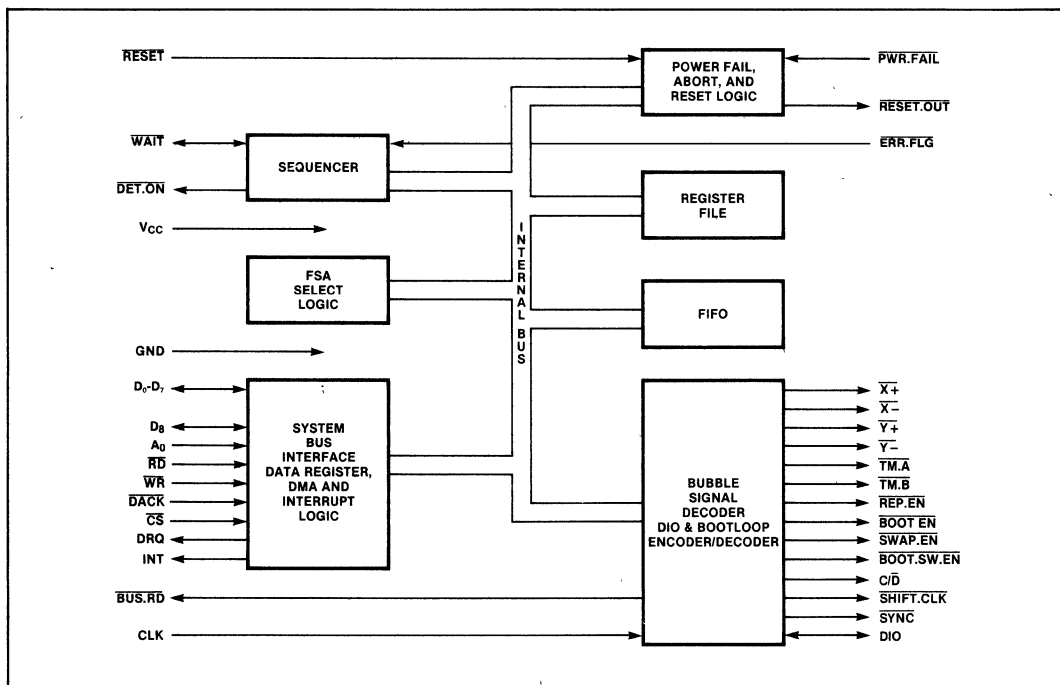 RESET
POWER FAIL,
ABORT, AND
RESET LOGIC
PWR.FAIL
RESET.OUT
WAIT
SEQUENCER
ERR.FLG
DET.ON
REGISTER
FILE
VCC
INTERNAL BUS
FSA
SELECT
LOGIC
FIFO
GND
D0-D7
D8
A0
RD
WR
DACK
CS
DRQ
INT
SYSTEM
BUS
INTERFACE
DATA REGISTER,
DMA AND
INTERRUPT
LOGIC
BUBBLE
SIGNAL
DECODER
DIO & BOOTLOOP
ENCODER/DECODER
X+
X-
Y+
Y-
TM.A
TM.B
REP.EN
BOOT EN
SWAP.EN
BOOT.SW.EN
C/D̅
SHIFT.CLK
SYNC
DIO
BUS.RD
CLK